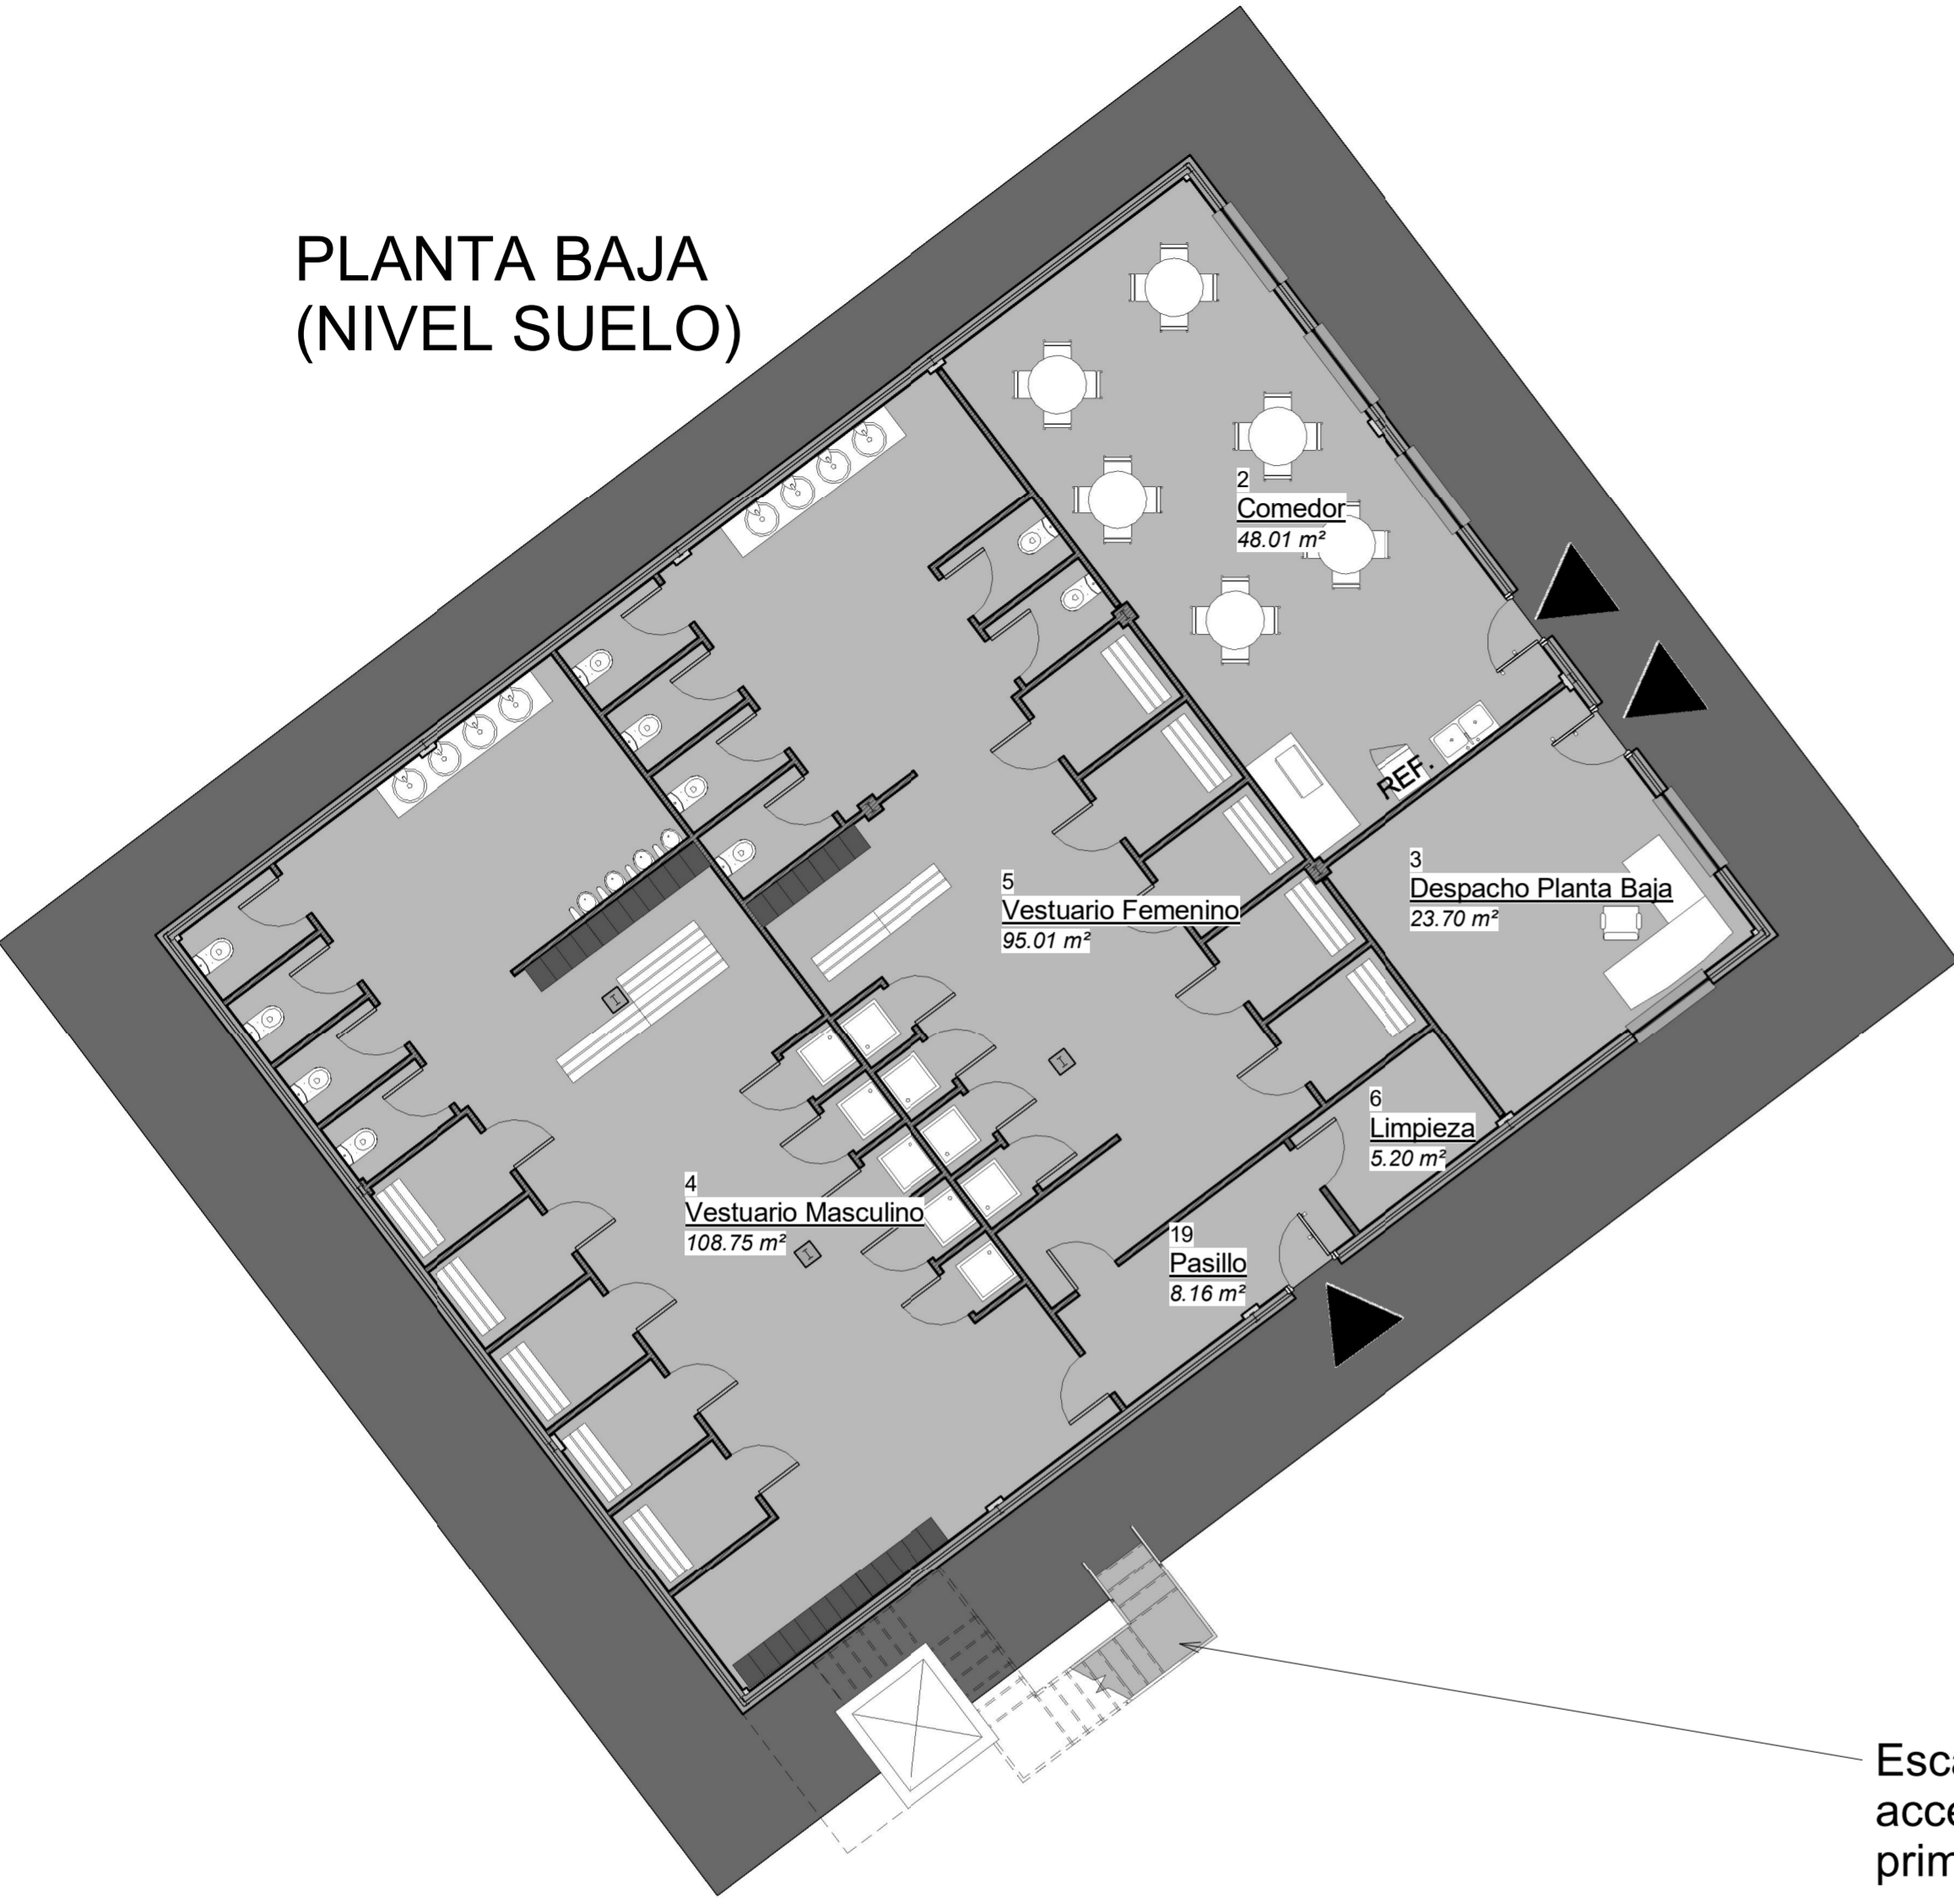 PLANTA BAJA
(NIVEL SUELO)
2
Comedor
48.01 m²
REF.
3
Despacho Planta Baja
23.70 m²
5
Vestuario Femenino
95.01 m²
6
Limpieza
5.20 m²
4
Vestuario Masculino
108.75 m²
19
Pasillo
8.16 m²